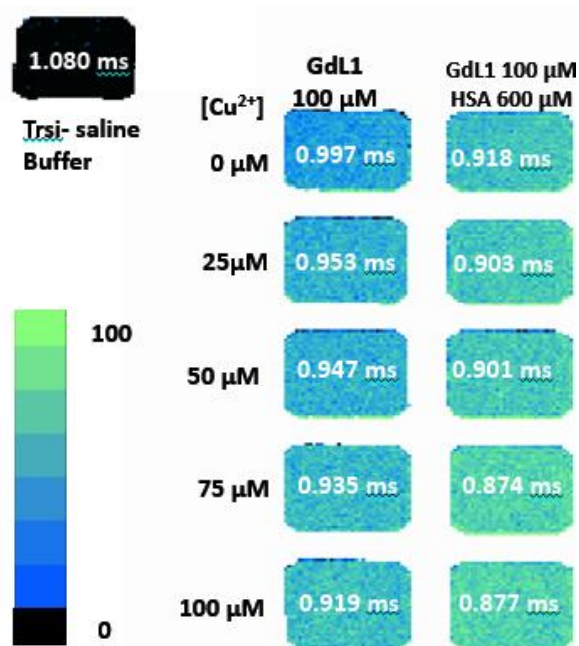 1.080 ms
Trsi- saline
Buffer
[Cu²⁺]
GdL1
100 µM
GdL1 100 µM
HSA 600 µM
0 µM
0.997 ms
0.918 ms
25µM
0.953 ms
0.903 ms
50 µM
0.947 ms
0.901 ms
75 µM
0.935 ms
0.874 ms
100 µM
0.919 ms
0.877 ms
100
0